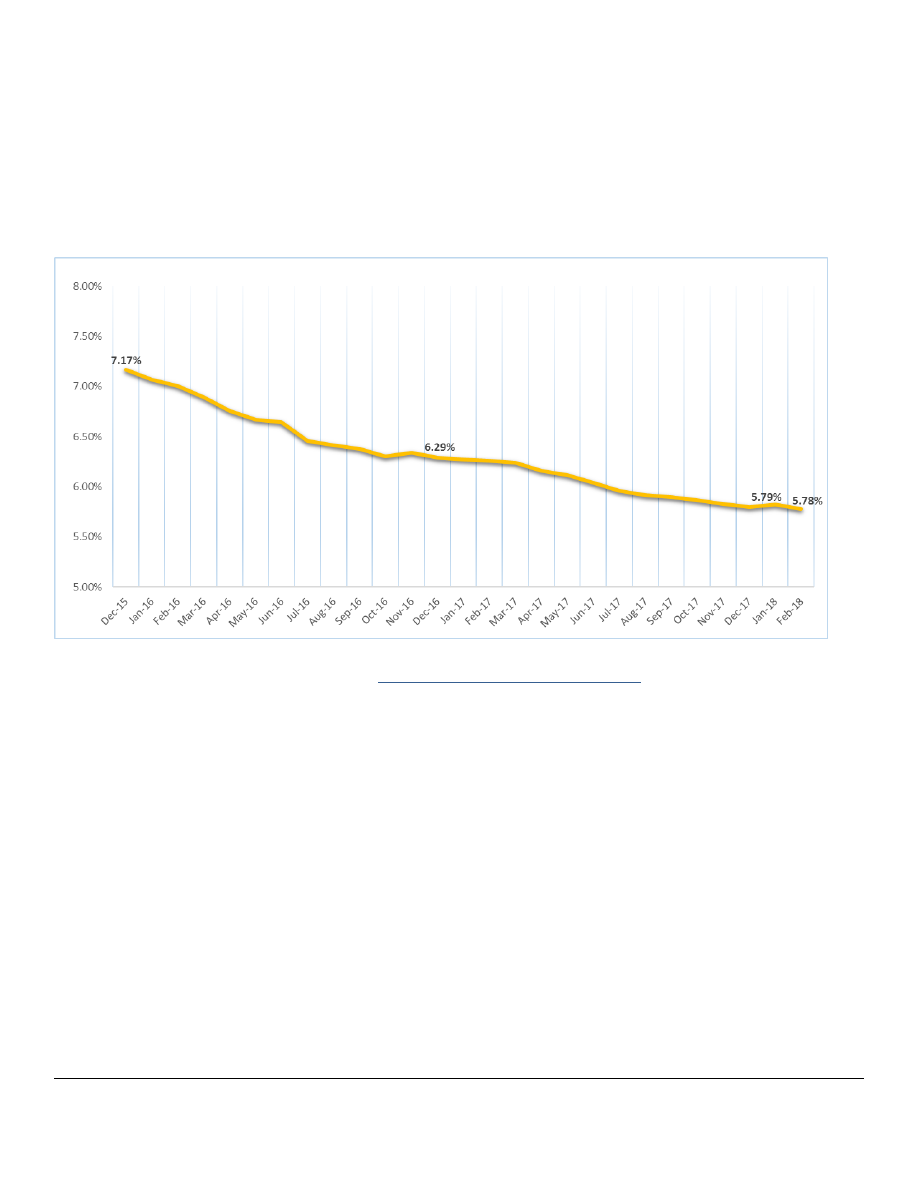 8.00%
7.50%
7.17%
7.00%
6.50%
6.29%
6.00%
5.79%
5.78%
5.50%
5.00%
Dec-15
Jan-16
Feb-16
Mar-16
Apr-16
May-16
Jun-16
Jul-16
Aug-16
Sep-16
Oct-16
Nov-16
Dec-16
Jan-17
Feb-17
Mar-17
Apr-17
May-17
Jun-17
Jul-17
Aug-17
Sep-17
Oct-17
Nov-17
Dec-17
Jan-18
Feb-18